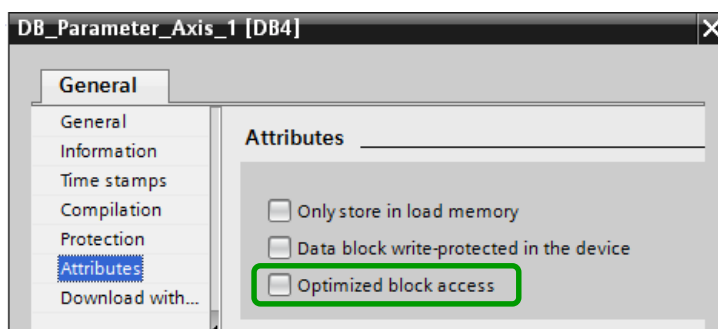 DB_Parameter_Axis_1 [DB4]
General
General
Information
Time stamps
Compilation
Protection
Attributes
Download with...
Attributes
Only store in load memory
Data block write-protected in the device
Optimized block access